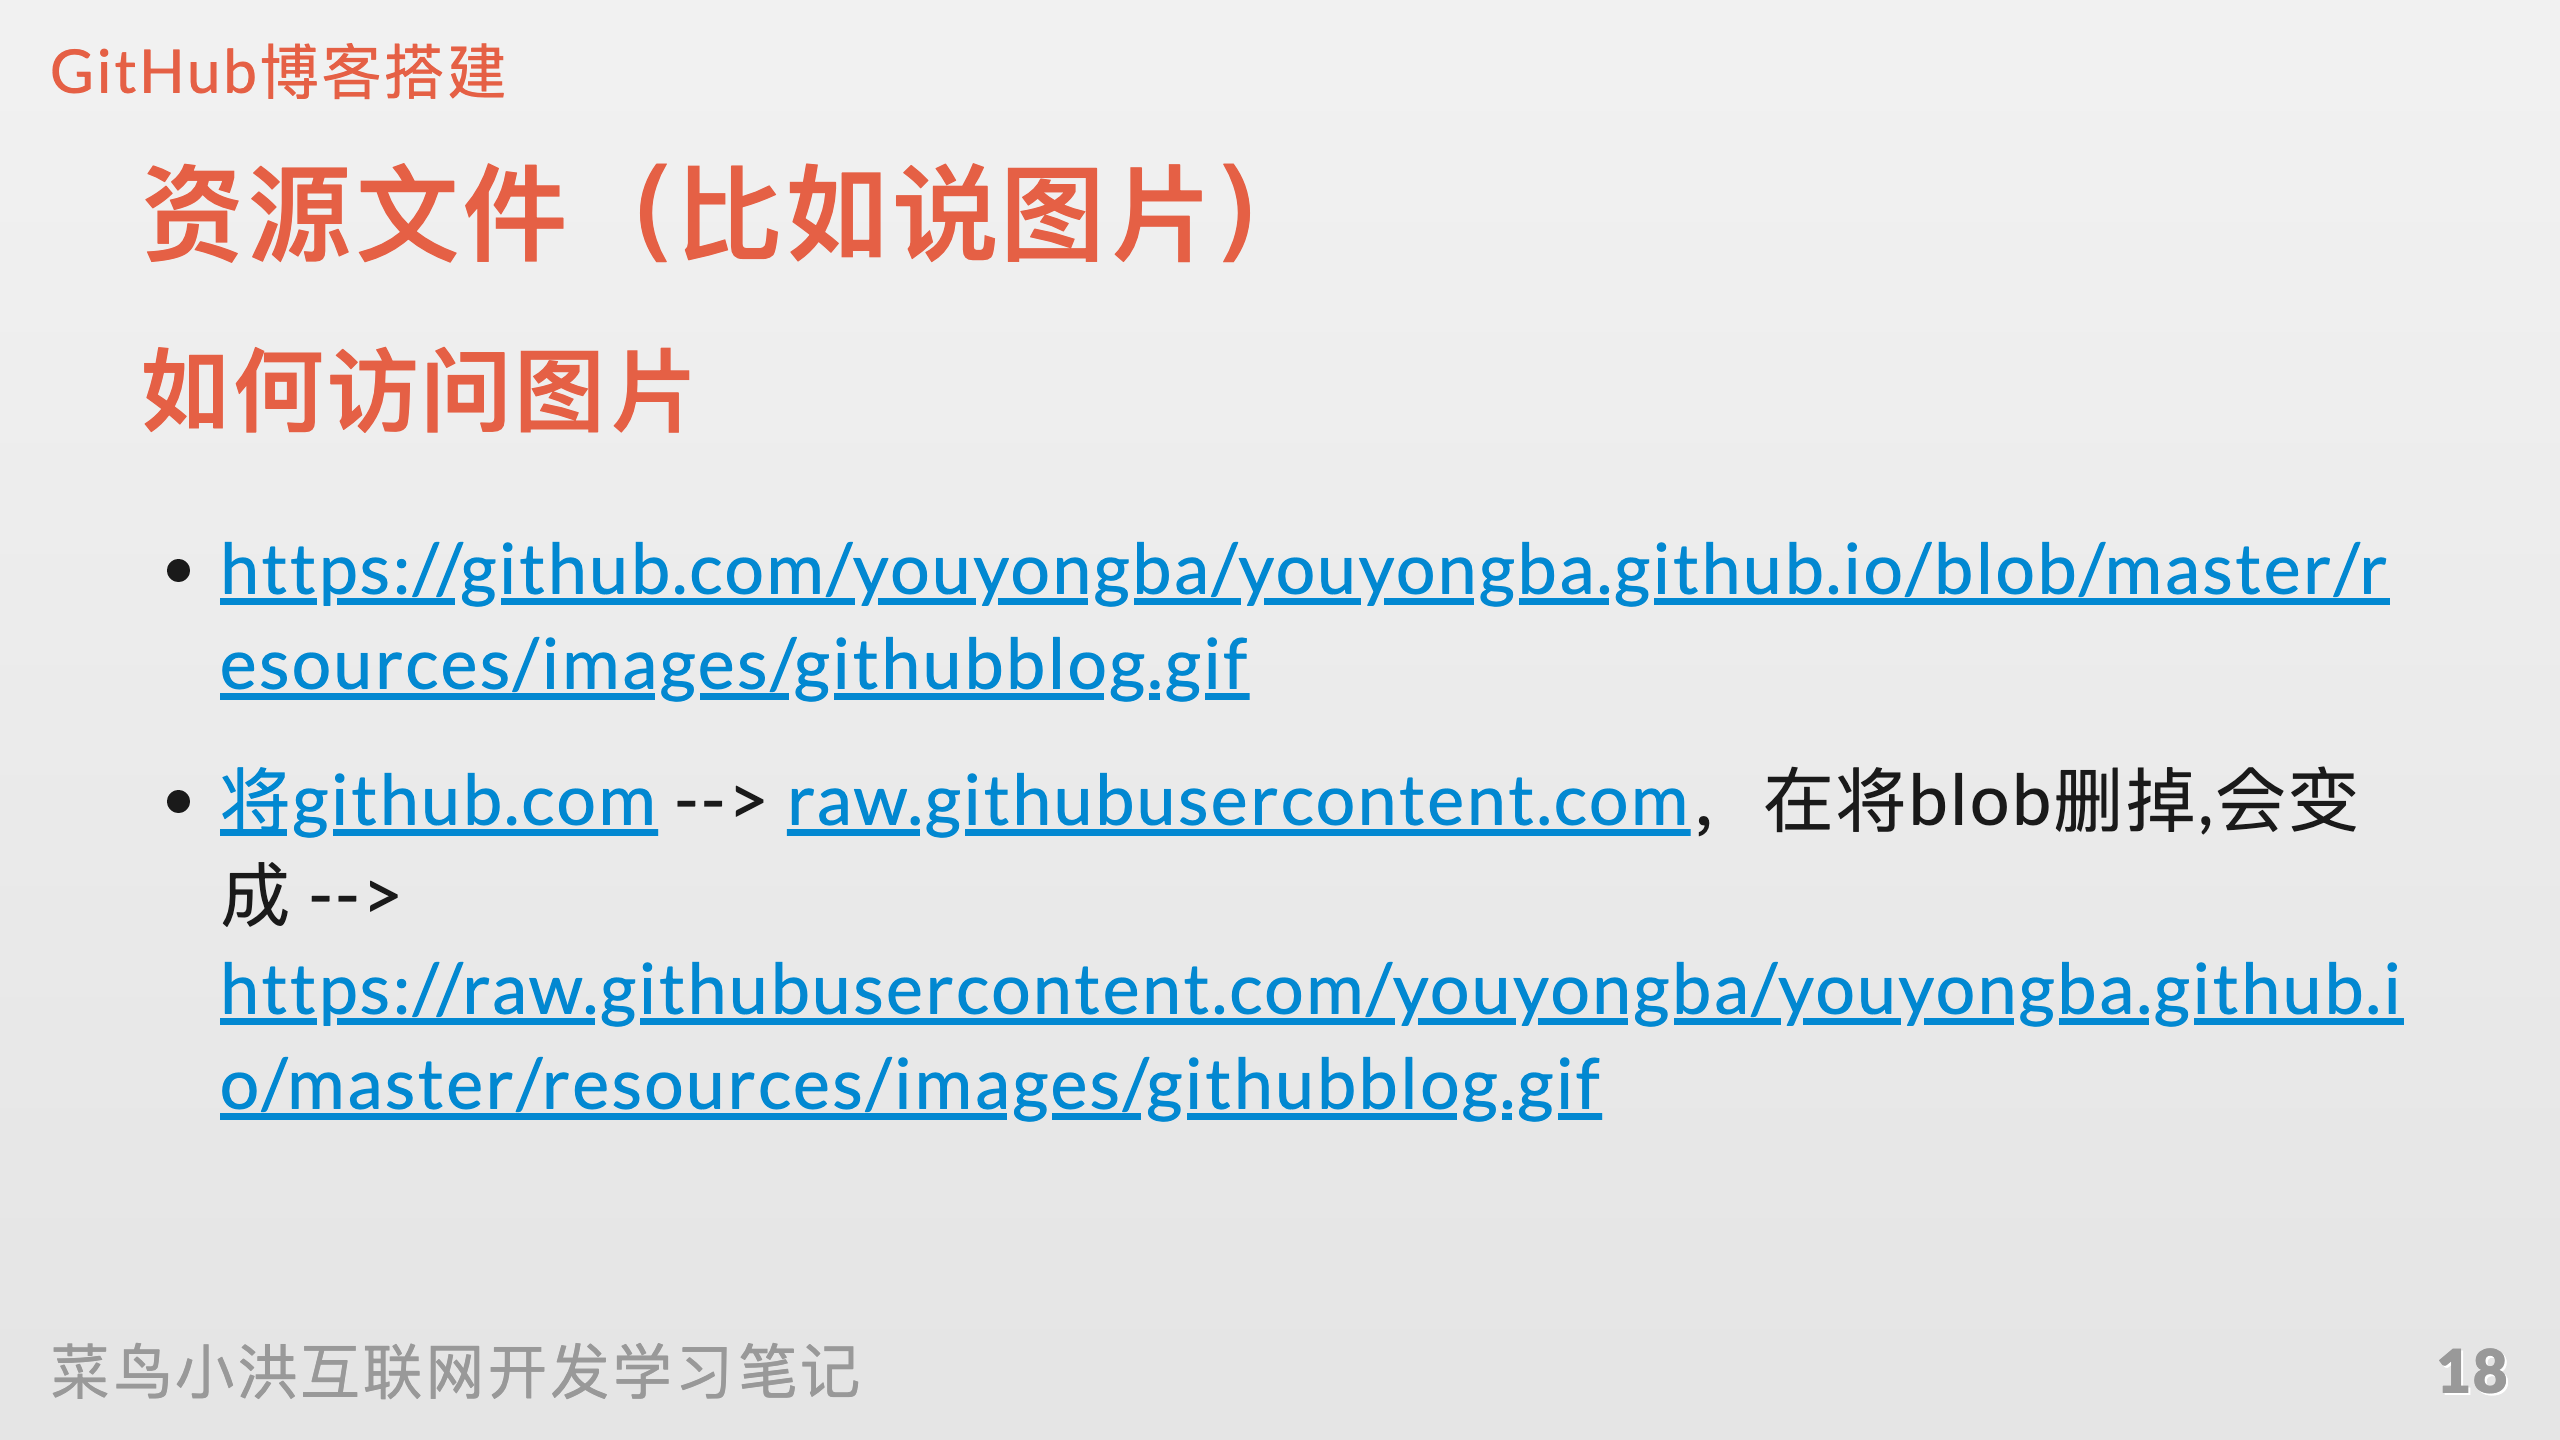 GitHub博客搭建
资源文件（比如说图片）
如何访问图片
• https://github.com/youyongba/youyongba.github.io/blob/master/r
esources/images/githubblog.gif
• 将github.com --> raw.githubusercontent.com，在将blob删掉,会变
成 -->
https://raw.githubusercontent.com/youyongba/youyongba.github.i
o/master/resources/images/githubblog.gif
菜鸟小洪互联网开发学习笔记
18